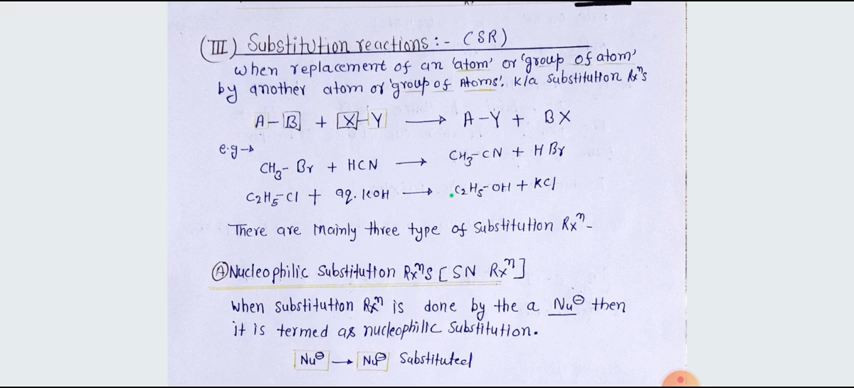 (III) Substitution reactions :- (SR)
When replacement of an 'atom' or 'group of atom'
by another atom or 'group of Atoms'. K/a Substitution Rxⁿs
A-B + X-Y ⟶ A-Y + BX
e.g→
CH₃-Br + HCN ⟶ CH₃-CN + HBr
C₂H₅-Cl + aq. KOH ⟶ C₂H₅-OH + KCl
There are mainly three type of Substitution Rxⁿ-
Ⓐ Nucleophilic Substitution Rxⁿs [SN Rxⁿ]
When substitution Rxⁿ is done by the a Nu⊖ then
it is termed as nucleophilic Substitution.
Nu⊖ ⟶ Nu⊖ Substituted